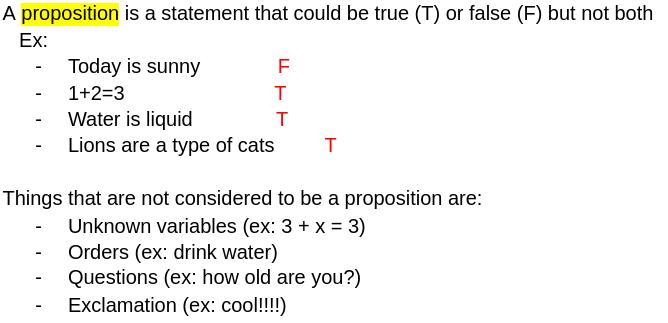 A proposition is a statement that could be true (T) or false (F) but not both
Ex:
- Today is sunny F
- 1+2=3 T
- Water is liquid T
- Lions are a type of cats T
Things that are not considered to be a proposition are:
- Unknown variables (ex: 3 + x = 3)
- Orders (ex: drink water)
- Questions (ex: how old are you?)
- Exclamation (ex: cool!!!!)